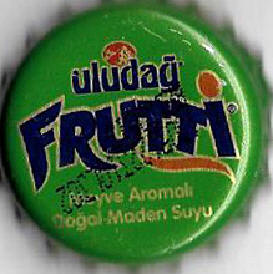 uludağ
FRUTTİ®
Meyve Aromalı
Doğal Maden Suyu